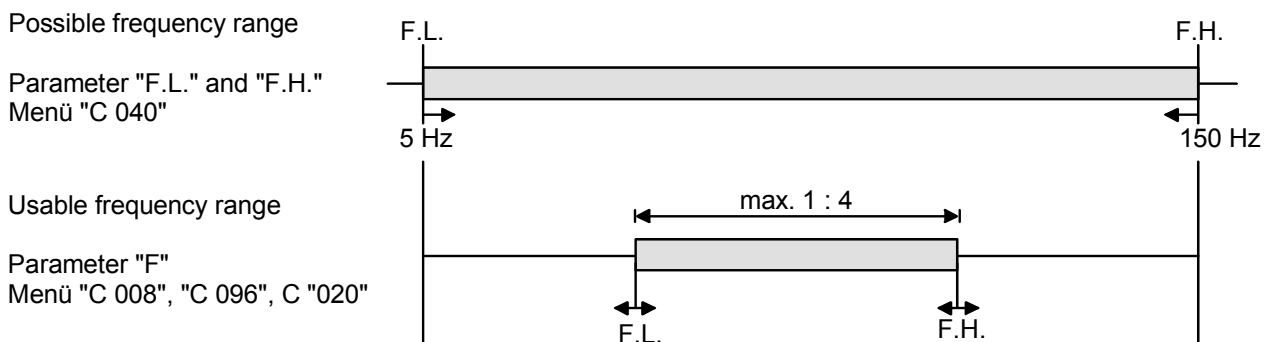 Possible frequency range
F.L.
F.H.
Parameter "F.L." and "F.H."
Menü "C 040"
5 Hz
150 Hz
Usable frequency range
max. 1 : 4
Parameter "F"
Menü "C 008", "C 096", C "020"
F.L.
F.H.